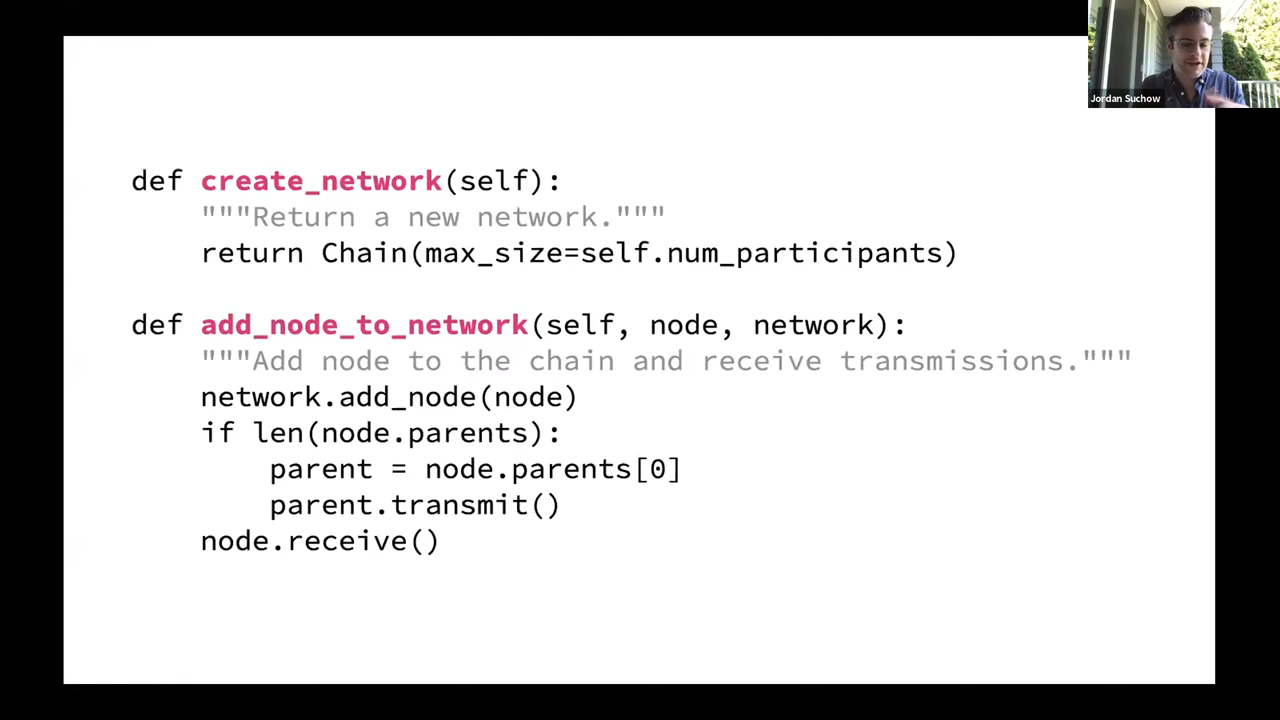 Jordan Suchow
def create_network(self):
    """Return a new network."""
    return Chain(max_size=self.num_participants)
def add_node_to_network(self, node, network):
    """Add node to the chain and receive transmissions."""
    network.add_node(node)
    if len(node.parents):
        parent = node.parents[0]
        parent.transmit()
    node.receive()